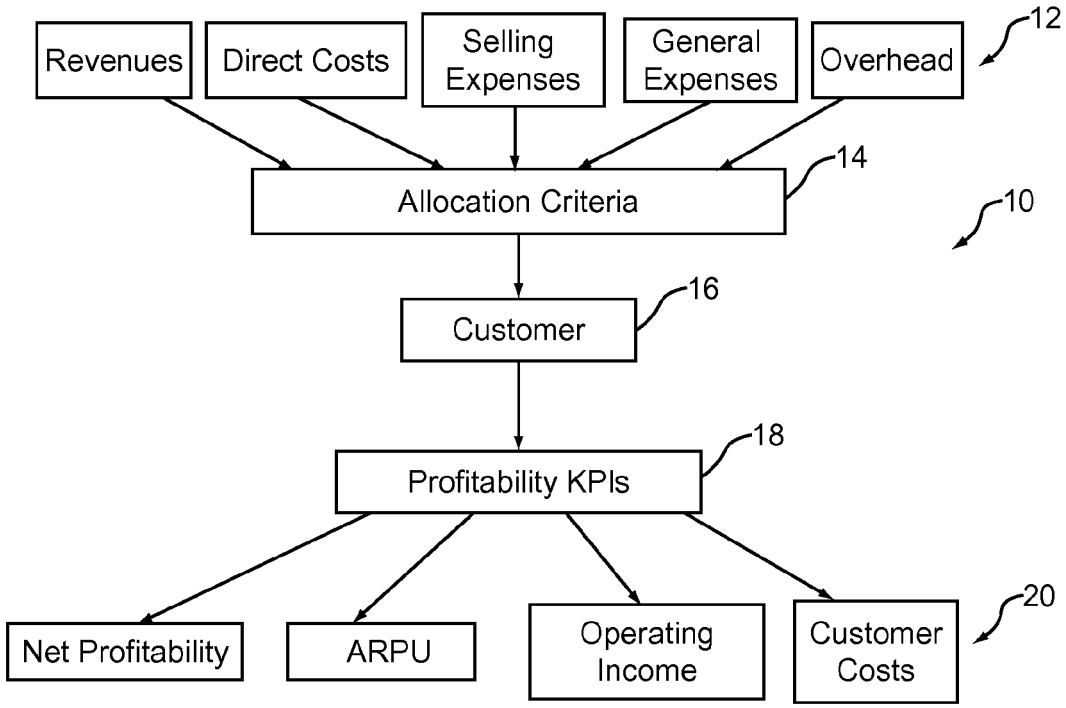 Revenues
Direct Costs
Selling
Expenses
General
Expenses
Overhead
12
14
Allocation Criteria
10
16
Customer
18
Profitability KPIs
20
Net Profitability
ARPU
Operating
Income
Customer
Costs